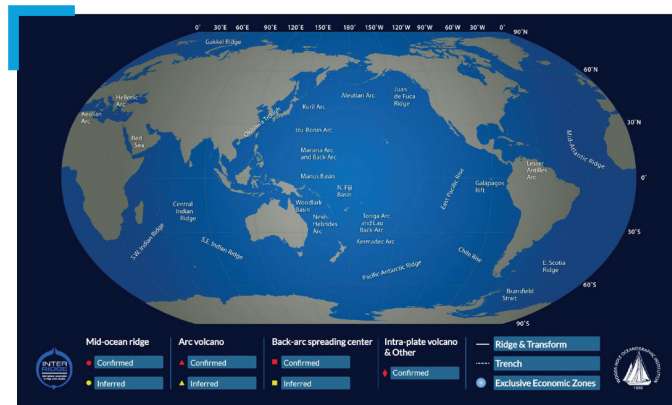 0° 30°E 60°E 90°E 120°E 150°E 180° 150°W 120°W 90°W 60°W 30°W 0°
90°N
Gakkel Ridge
60°N
Aleutian Arc
Juan
de Fuca
Ridge
Hellenic
Arc
Aeolian
Arc
Kuril Arc
Okinawa Trough
30°N
Izu-Bonin Arc
Red
Sea
Mid-Atlantic Ridge
Mariana Arc
and Back-Arc
Lesser
Antilles
Arc
Manus Basin
0°
N. Fiji
Basin
East Pacific Rise
Galápagos
Rift
Central
Indian
Ridge
Woodlark
Basin
New
Hebrides
Arc
Tonga Arc
and Lau
Back-Arc
30°S
S.W. Indian Ridge
S.E. Indian Ridge
Kermadec Arc
Chile Rise
Pacific Antarctic Ridge
E. Scotia
Ridge
60°S
Bransfield
Strait
90°S
Mid-ocean ridge
Confirmed
Inferred
Arc volcano
Confirmed
Inferred
Back-arc spreading center
Confirmed
Inferred
Intra-plate volcano
& Other
Confirmed
Ridge & Transform
Trench
Exclusive Economic Zones
INTER
RIDGE
WOODS HOLE OCEANOGRAPHIC INSTITUTION
1930